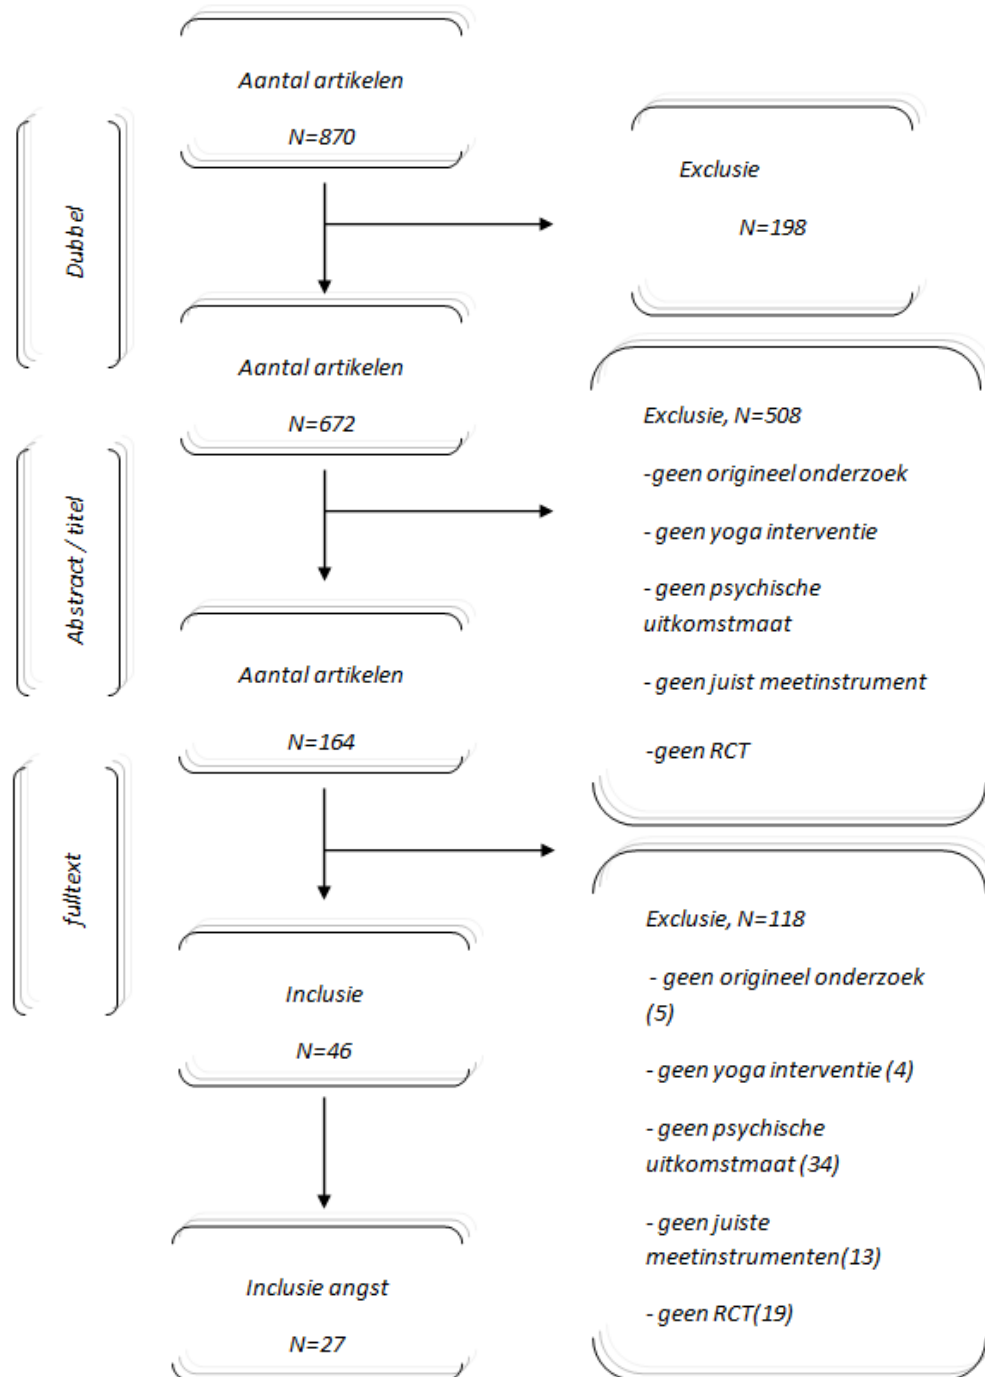 Aantal artikelen
N=870
Dubbel
Exclusie
N=198
Aantal artikelen
N=672
Abstract / titel
Exclusie, N=508
-geen origineel onderzoek
- geen yoga interventie
- geen psychische
uitkomstmaat
- geen juist meetinstrument
-geen RCT
Aantal artikelen
N=164
fulltext
Exclusie, N=118
- geen origineel onderzoek
(5)
- geen yoga interventie (4)
- geen psychische
uitkomstmaat (34)
- geen juiste
meetinstrumenten(13)
- geen RCT(19)
Inclusie
N=46
Inclusie angst
N=27